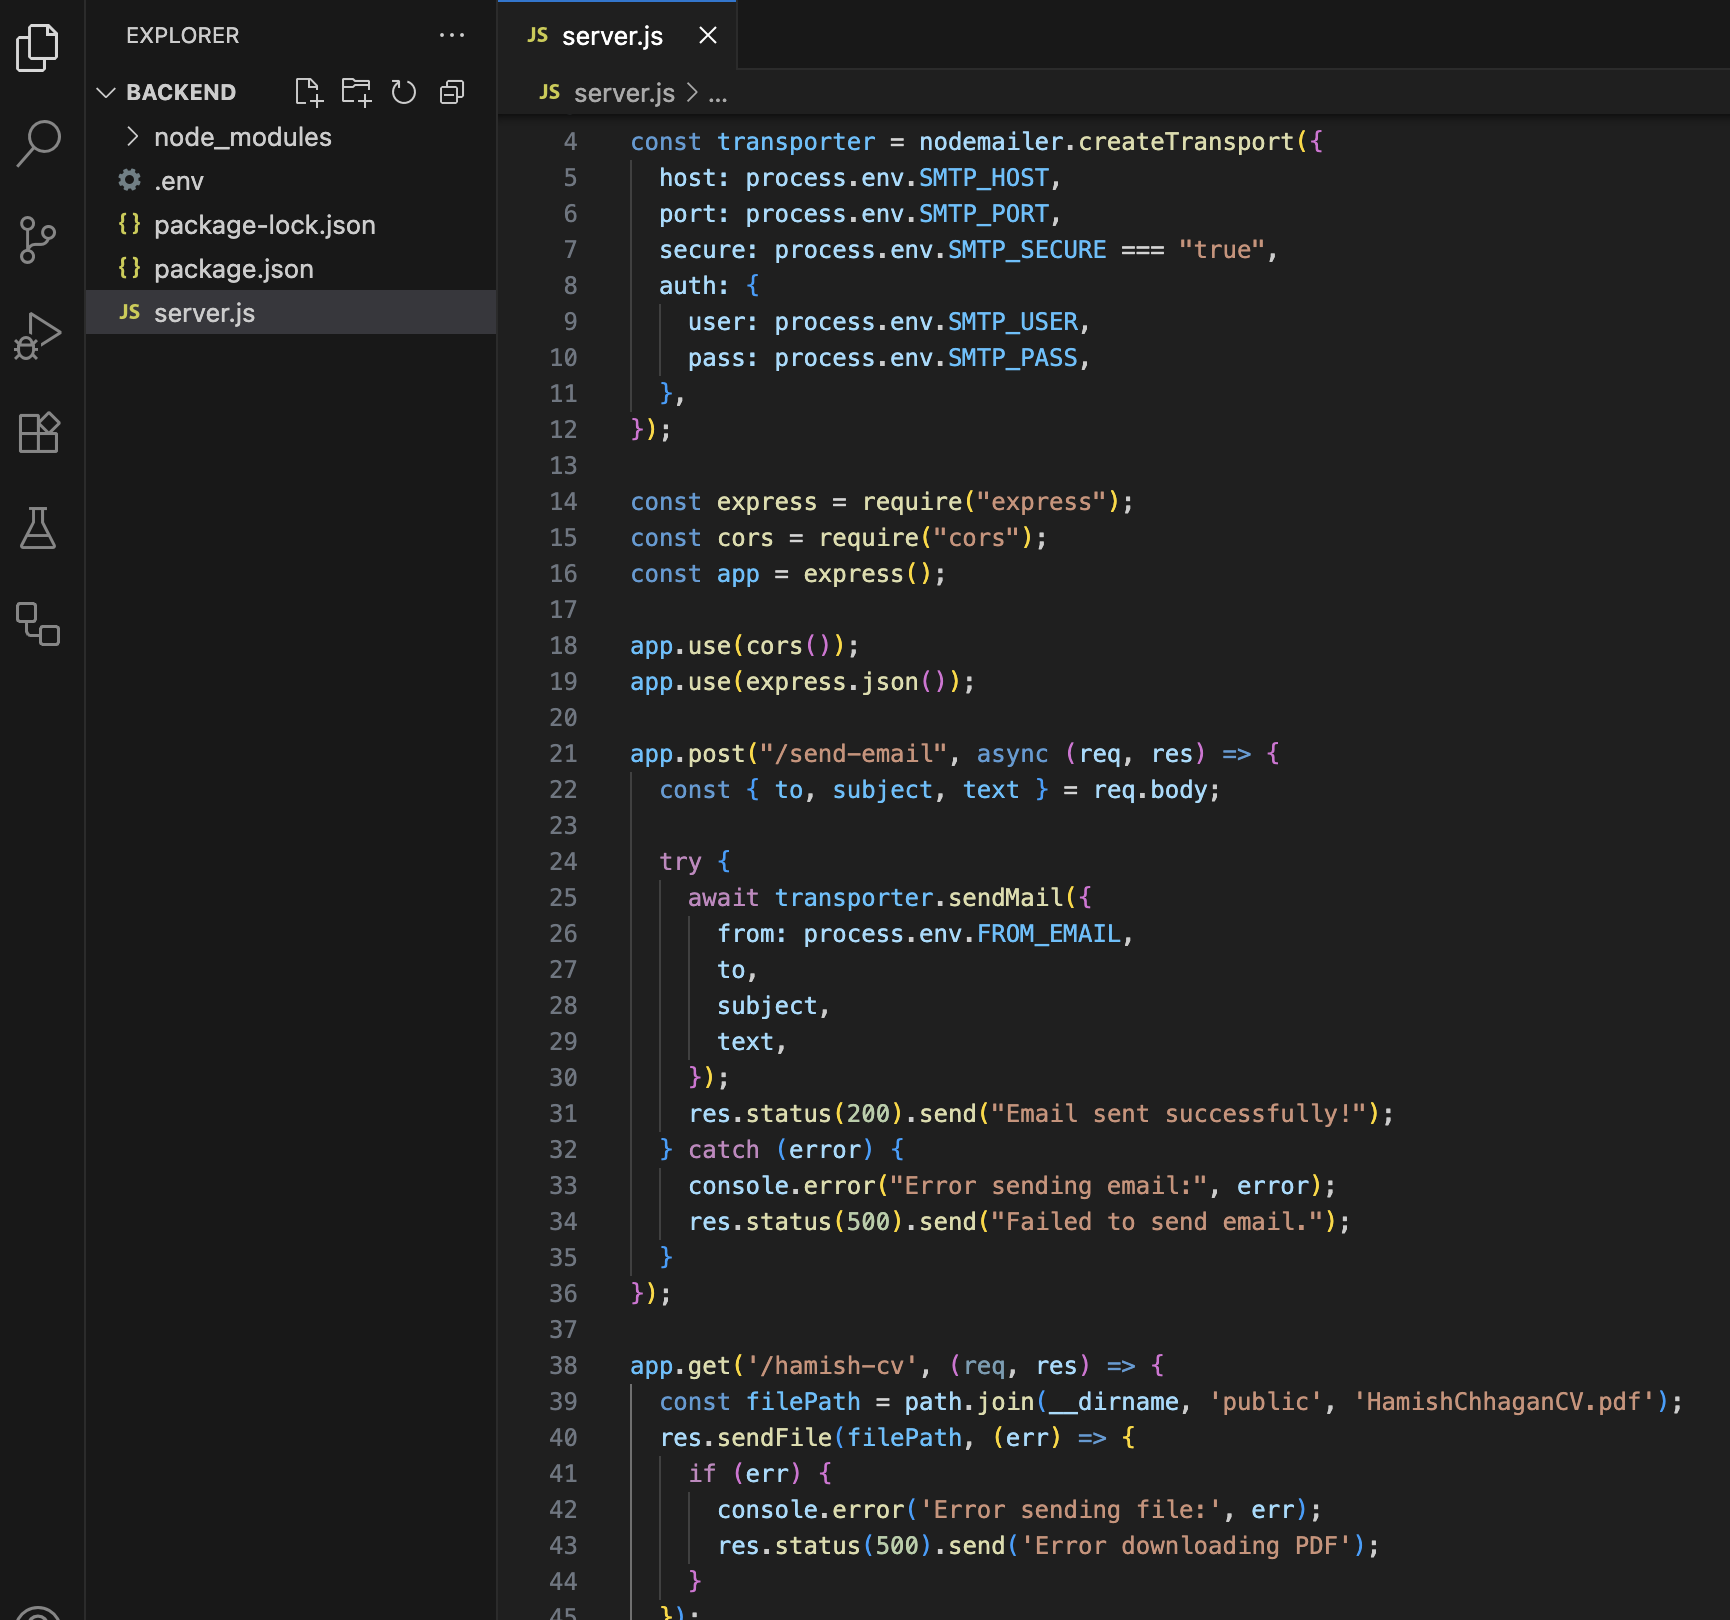 EXPLORER
BACKEND
node_modules
.env
package-lock.json
package.json
JS server.js
JS server.js
JS server.js > ...
4 const transporter = nodemailer.createTransport({
5 host: process.env.SMTP_HOST,
6 port: process.env.SMTP_PORT,
7 secure: process.env.SMTP_SECURE === "true",
8 auth: {
9 user: process.env.SMTP_USER,
10 pass: process.env.SMTP_PASS,
11 },
12 });
13
14 const express = require("express");
15 const cors = require("cors");
16 const app = express();
17
18 app.use(cors());
19 app.use(express.json());
20
21 app.post("/send-email", async (req, res) => {
22 const { to, subject, text } = req.body;
23
24 try {
25 await transporter.sendMail({
26 from: process.env.FROM_EMAIL,
27 to,
28 subject,
29 text,
30 });
31 res.status(200).send("Email sent successfully!");
32 } catch (error) {
33 console.error("Error sending email:", error);
34 res.status(500).send("Failed to send email.");
35 }
36 });
37
38 app.get('/hamish-cv', (req, res) => {
39 const filePath = path.join(__dirname, 'public', 'HamishChhaganCV.pdf');
40 res.sendFile(filePath, (err) => {
41 if (err) {
42 console.error('Error sending file:', err);
43 res.status(500).send('Error downloading PDF');
44 }
45 });